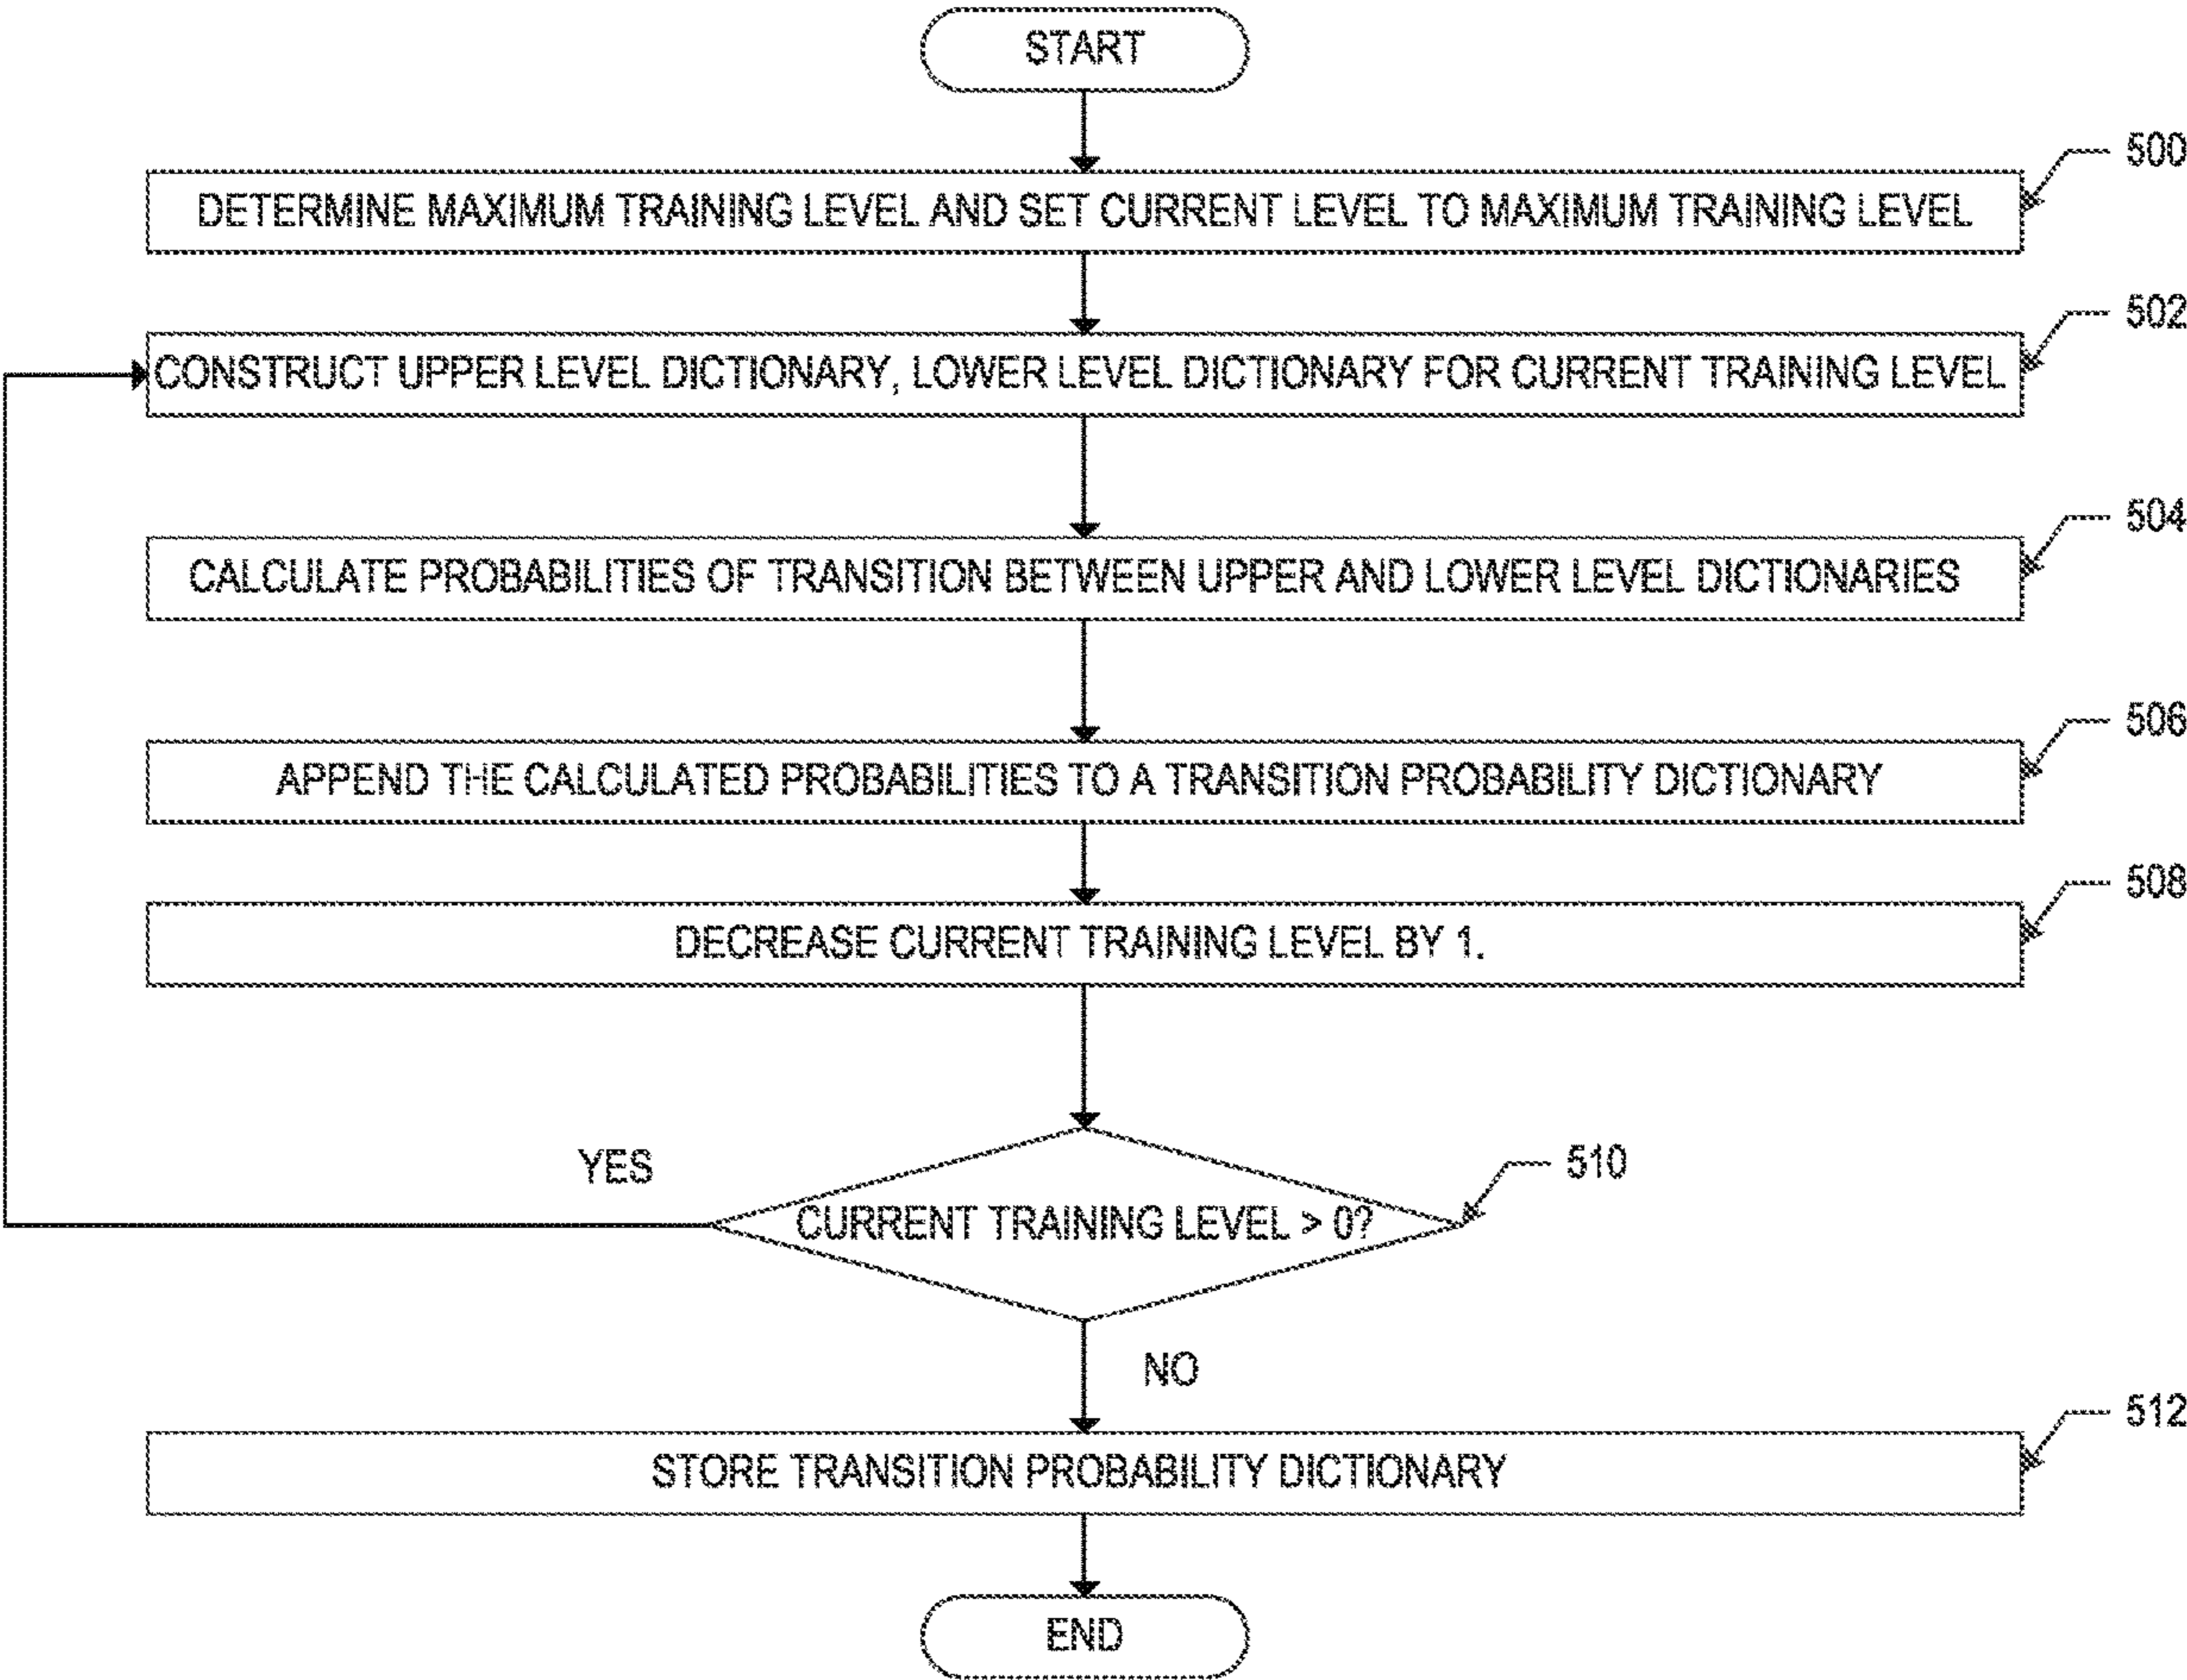 START
500
DETERMINE MAXIMUM TRAINING LEVEL AND SET CURRENT LEVEL TO MAXIMUM TRAINING LEVEL
502
CONSTRUCT UPPER LEVEL DICTIONARY, LOWER LEVEL DICTIONARY FOR CURRENT TRAINING LEVEL
504
CALCULATE PROBABILITIES OF TRANSITION BETWEEN UPPER AND LOWER LEVEL DICTIONARIES
506
APPEND THE CALCULATED PROBABILITIES TO A TRANSITION PROBABILITY DICTIONARY
508
DECREASE CURRENT TRAINING LEVEL BY 1.
YES
510
CURRENT TRAINING LEVEL > 0?
NO
512
STORE TRANSITION PROBABILITY DICTIONARY
END